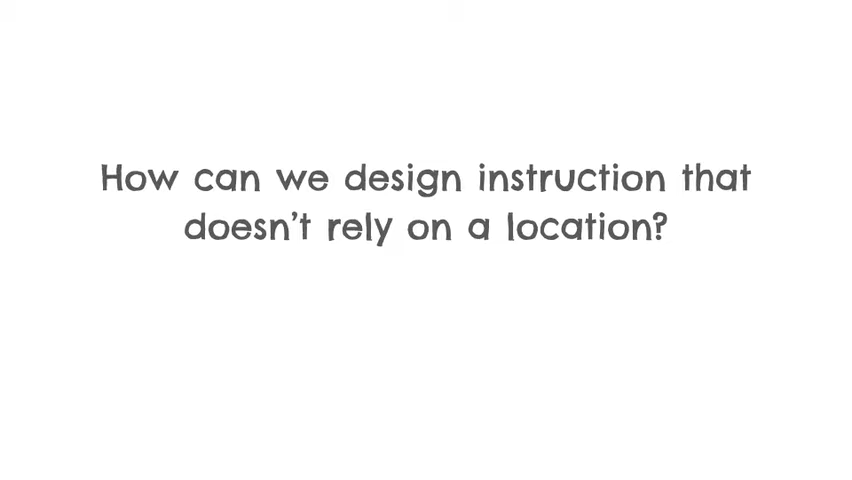 How can we design instruction that
doesn’t rely on a location?